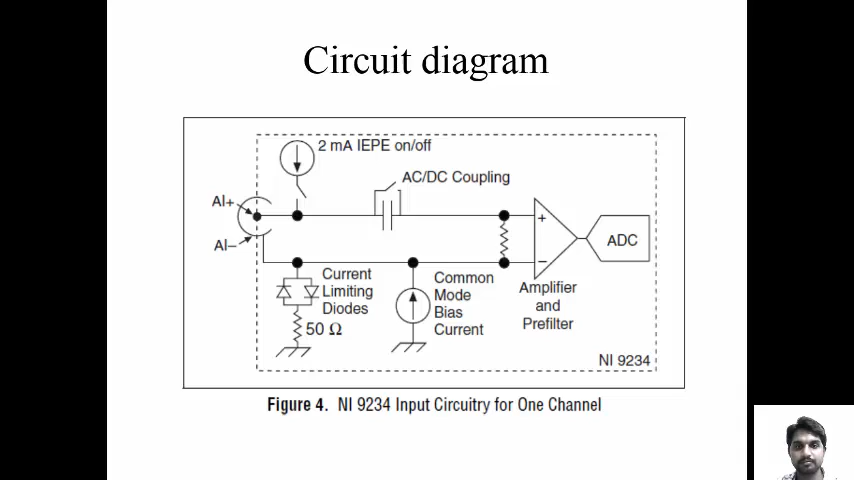 Circuit diagram
2 mA IEPE on/off
AC/DC Coupling
AI+
+
AI–
–
ADC
Current
Limiting
Diodes
50 Ω
Common
Mode
Bias
Current
Amplifier
and
Prefilter
NI 9234
Figure 4. NI 9234 Input Circuitry for One Channel